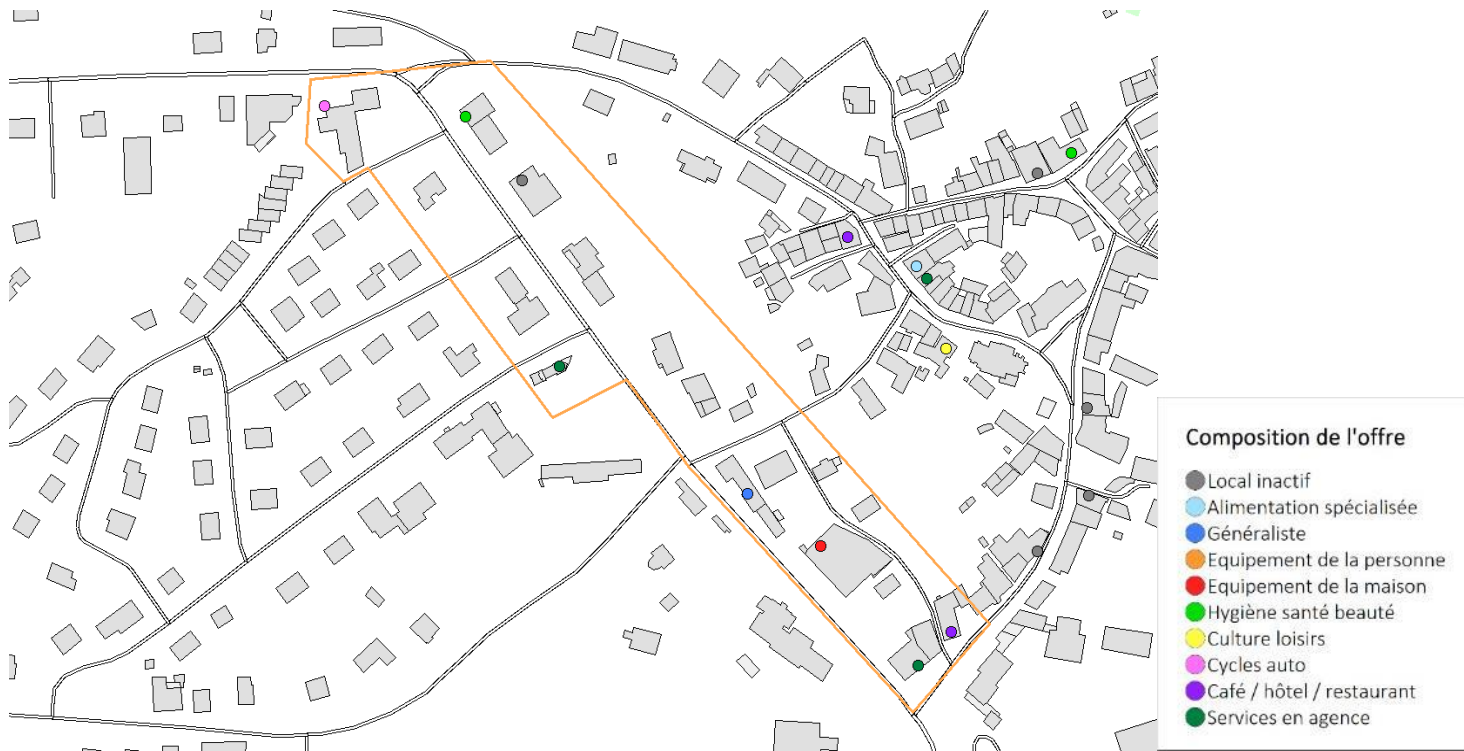 Composition de l'offre
Local inactif
Alimentation spécialisée
Généraliste
Equipement de la personne
Equipement de la maison
Hygiène santé beauté
Culture loisirs
Cycles auto
Café / hôtel / restaurant
Services en agence